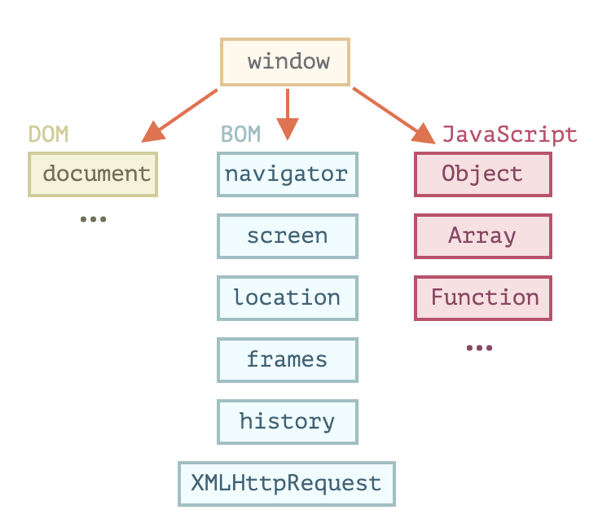 window
DOM
document
...
BOM
navigator
screen
location
frames
history
XMLHttpRequest
JavaScript
Object
Array
Function
...